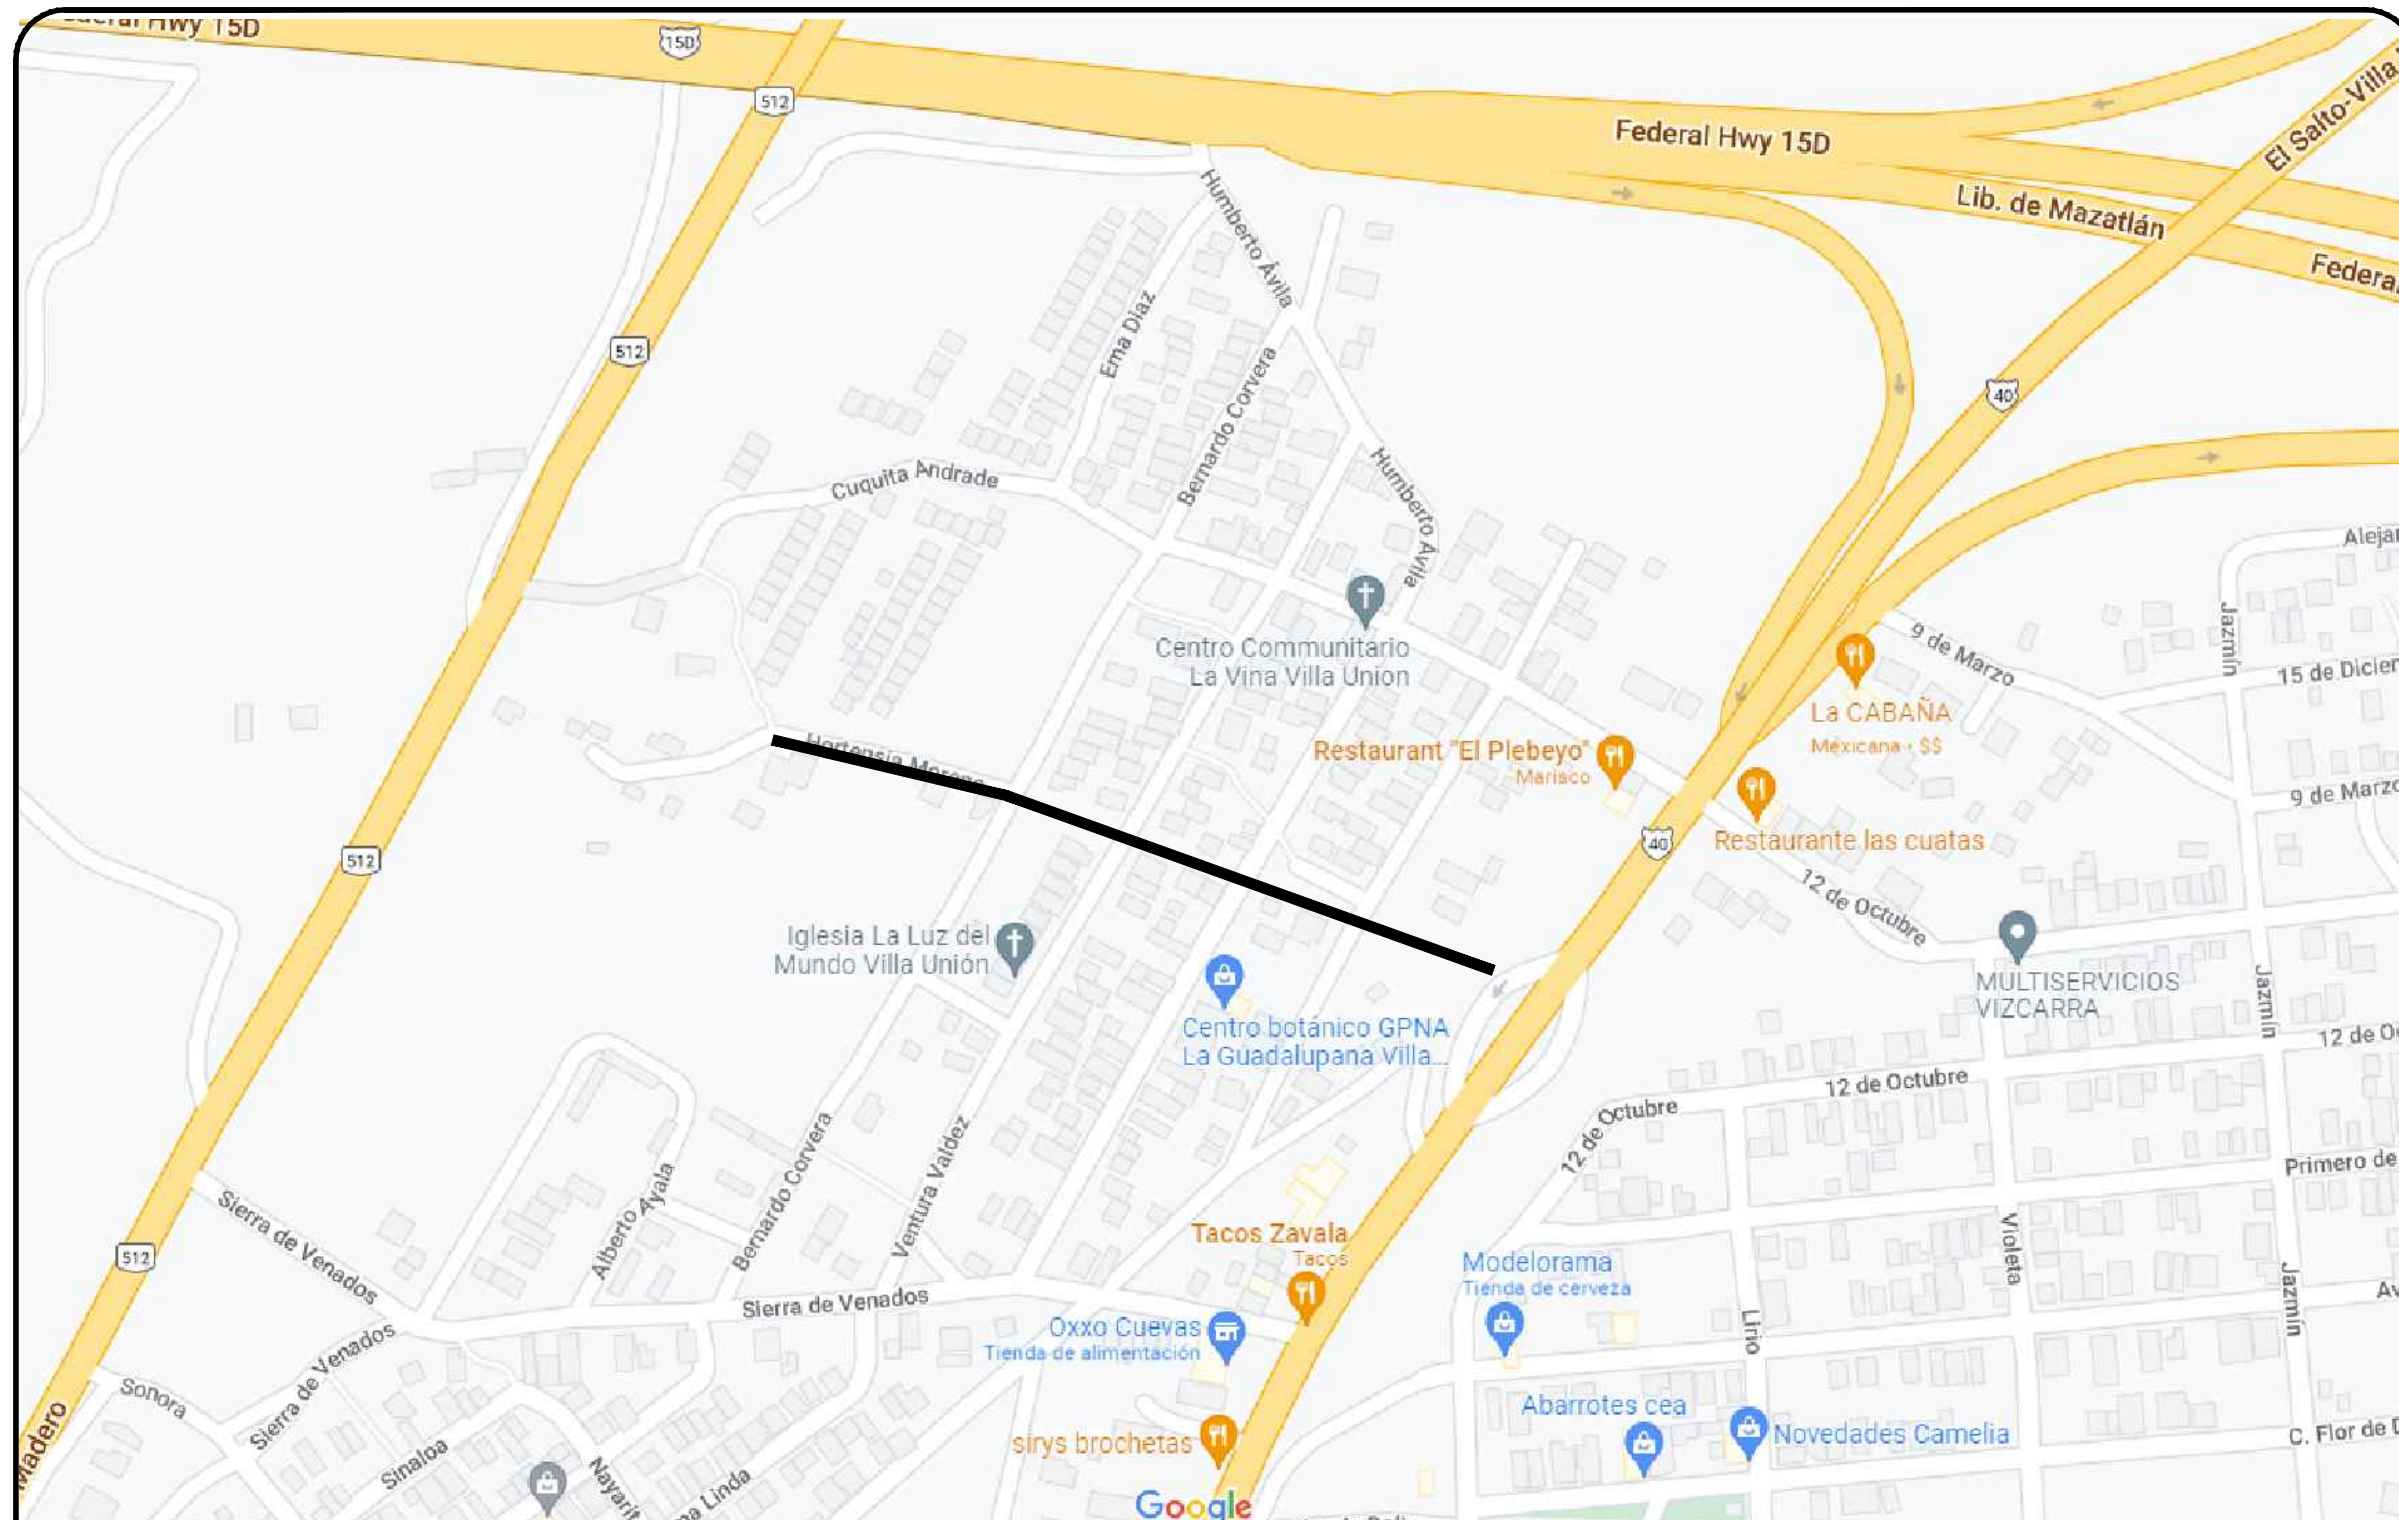 Hwy 15D
15D
512
Federal Hwy 15D
El Salto-Villa
Lib. de Mazatlán
Federa
Humberto Ávila
Ema Diaz
512
Bernardo Corvera
40
Cuquita Andrade
Humberto Ávila
Alejar
Centro Communitario
La Vina Villa Union
9 de Marzo
Jazmín
15 de Dicier
La CABAÑA
Mexicana · $$
Hortensia Moreno
Restaurant "El Plebeyo"
Marisco
9 de Marzo
40
Restaurante las cuatas
512
12 de Octubre
Iglesia La Luz del
Mundo Villa Unión
MULTISERVICIOS
VIZCARRA
Jazmín
Centro botánico GPNA
La Guadalupana Villa...
12 de O
12 de Octubre
12 de Octubre
Bernardo Corvera
Ventura Valdez
Alberto Ayala
Primero de
Sierra de Venados
512
Tacos Zavala
Tacos
Modelorama
Tienda de cerveza
Violeta
Jazmín
Av
Sierra de Venados
Oxxo Cuevas
Tienda de alimentación
Lirio
Sierra de Venados
Sonora
Madero
Abarrotes cea
Novedades Camelia
C. Flor de
sirys brochetas
Sinaloa
Nayarit
Linda
Google